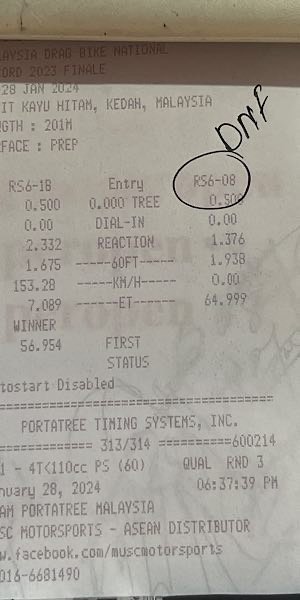 LAYSIA DRAG BIKE NATIONAL
ORD 2023 FINALE
28 JAN 2024
IT KAYU HITAM, KEDAH, MALAYSIA
GTH : 201M
FACE : PREP
DNF
RS6-18 Entry RS6-08
0.500 0.000 TREE 0.500
0.00 DIAL-IN 0.00
2.332 REACTION 1.376
1.675 -----60FT----- 1.938
153.28 -----KM/H----- 0.00
7.089 ------ET------ 64.999
WINNER
56.954 FIRST
STATUS
tostart Disabled
PORTATREE TIMING SYSTEMS, INC.
============ 313/314 ==========600214
1 - 4T<110cc PS (60) QUAL RND 3
nuary 28, 2024 06:37:39 PM
AM PORTATREE MALAYSIA
SC MOTORSPORTS - ASEAN DISTRIBUTOR
w.facebook.com/muscmotorsports
016-6681490